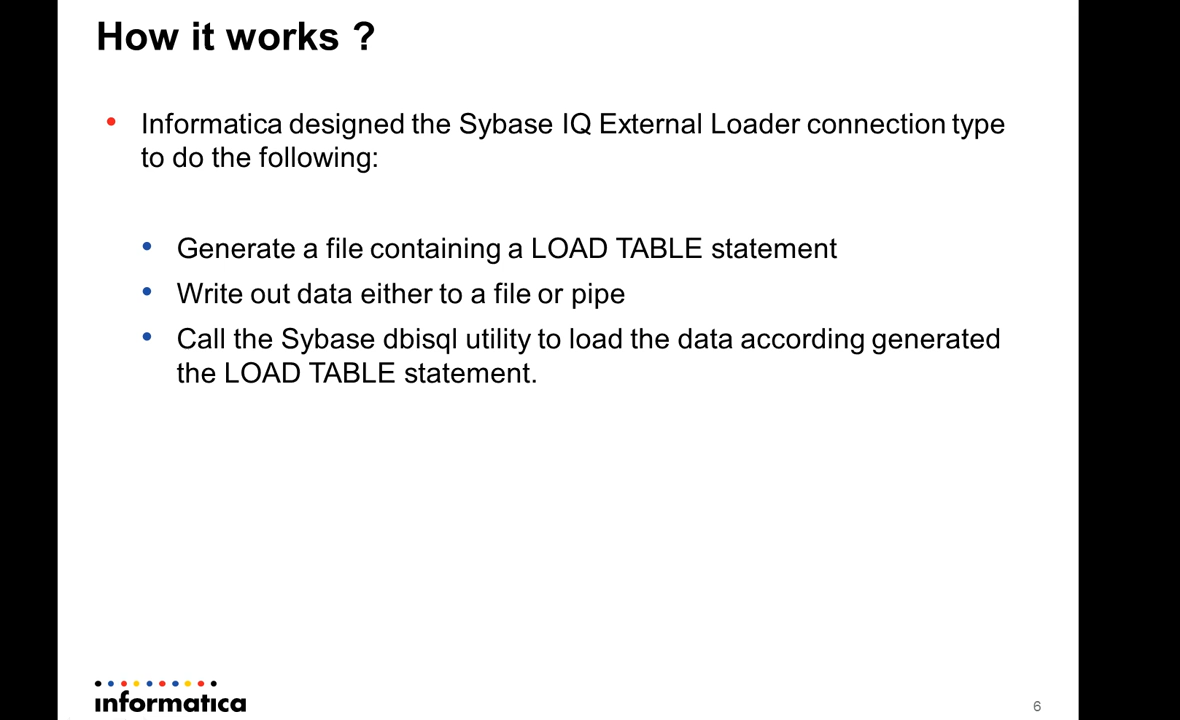 How it works ?
• Informatica designed the Sybase IQ External Loader connection type
to do the following:
• Generate a file containing a LOAD TABLE statement
• Write out data either to a file or pipe
• Call the Sybase dbisql utility to load the data according generated
the LOAD TABLE statement.
informatica
6